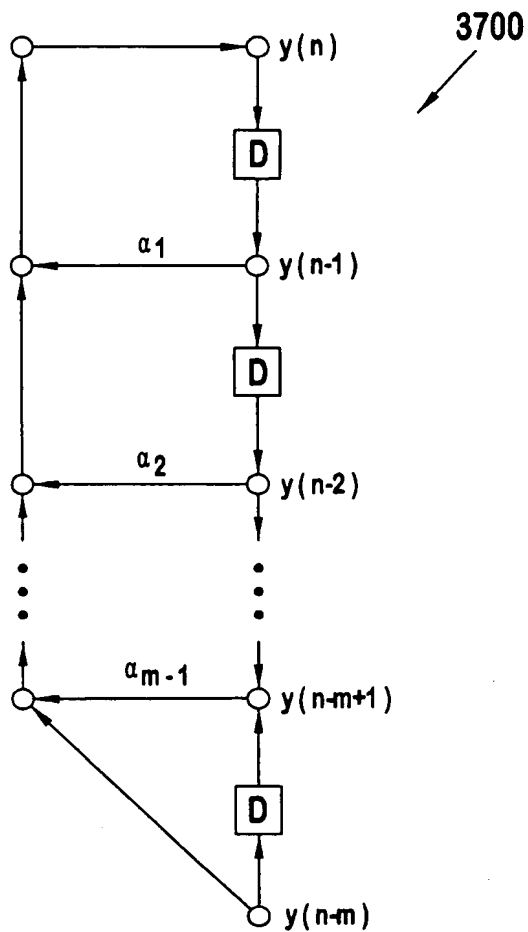 3700
y(n)
D
α1
y(n-1)
D
α2
y(n-2)
αm-1
y(n-m+1)
D
y(n-m)